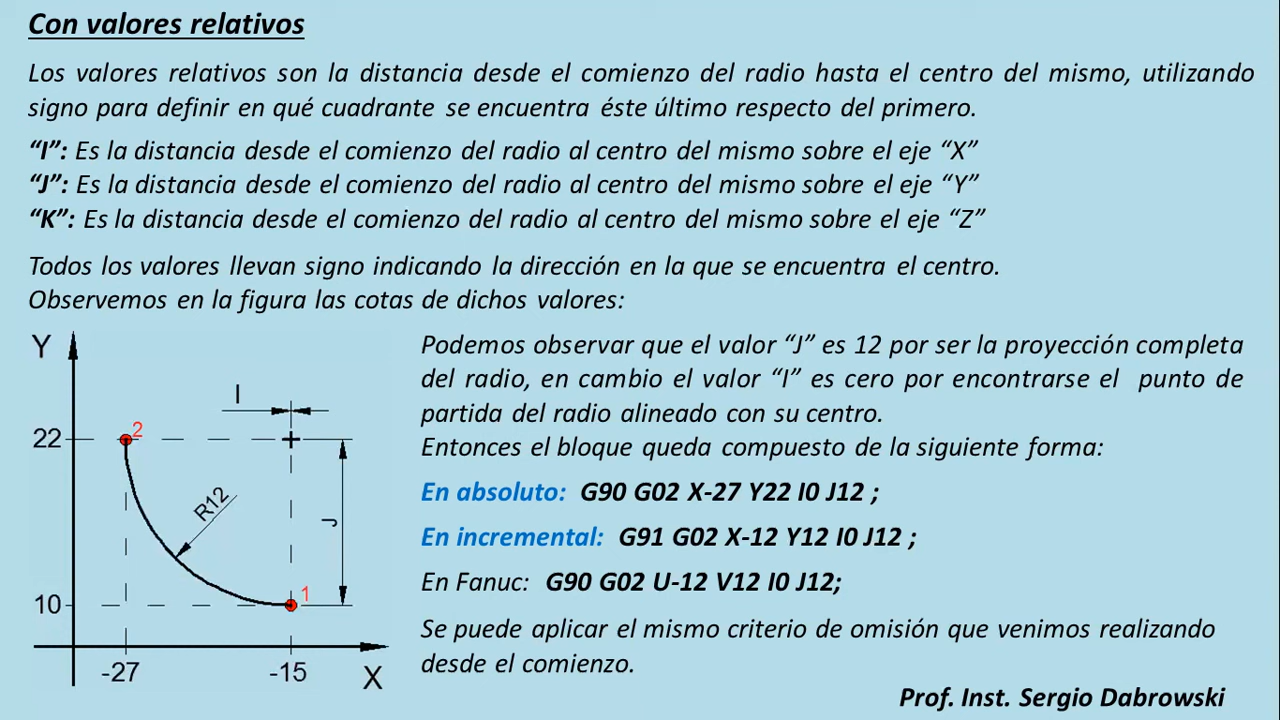 Con valores relativos
Los valores relativos son la distancia desde el comienzo del radio hasta el centro del mismo, utilizando
signo para definir en qué cuadrante se encuentra éste último respecto del primero.
“I”: Es la distancia desde el comienzo del radio al centro del mismo sobre el eje “X”
“J”: Es la distancia desde el comienzo del radio al centro del mismo sobre el eje “Y”
“K”: Es la distancia desde el comienzo del radio al centro del mismo sobre el eje “Z”
Todos los valores llevan signo indicando la dirección en la que se encuentra el centro.
Observemos en la figura las cotas de dichos valores:
Y
I
22
2
R12
J
10
1
-27
-15
X
Podemos observar que el valor “J” es 12 por ser la proyección completa
del radio, en cambio el valor “I” es cero por encontrarse el punto de
partida del radio alineado con su centro.
Entonces el bloque queda compuesto de la siguiente forma:
En absoluto: G90 G02 X-27 Y22 I0 J12 ;
En incremental: G91 G02 X-12 Y12 I0 J12 ;
En Fanuc: G90 G02 U-12 V12 I0 J12;
Se puede aplicar el mismo criterio de omisión que venimos realizando
desde el comienzo.
Prof. Inst. Sergio Dabrowski